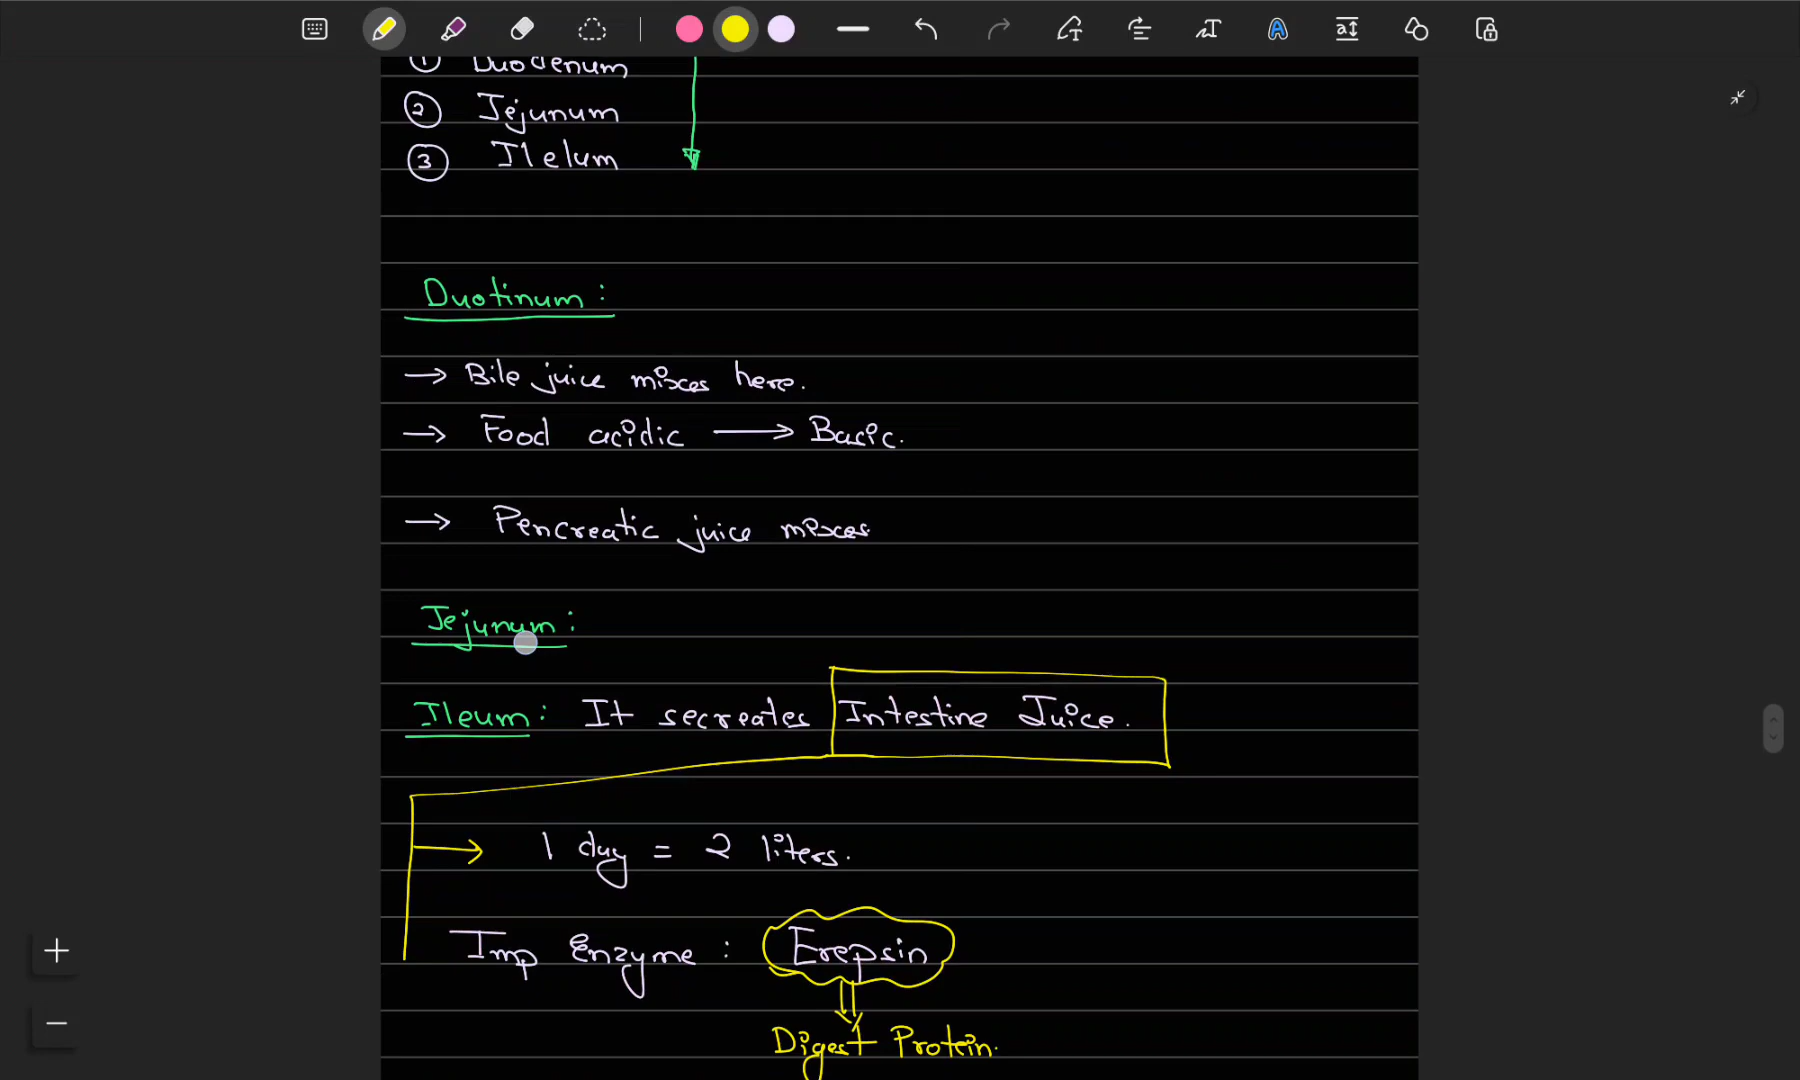 ① Duodenum
② Jejunum
③ Ilelum
Duotinum :
→ Bile juice mixes here.
→ Food acidic → Basic.
→ Pencreatic juice mixes.
Jejunum :
Ileum : It secreates Intestine Juice.
→ 1 day = 2 liters.
Imp Enzyme : Erepsin
Digest Protein.